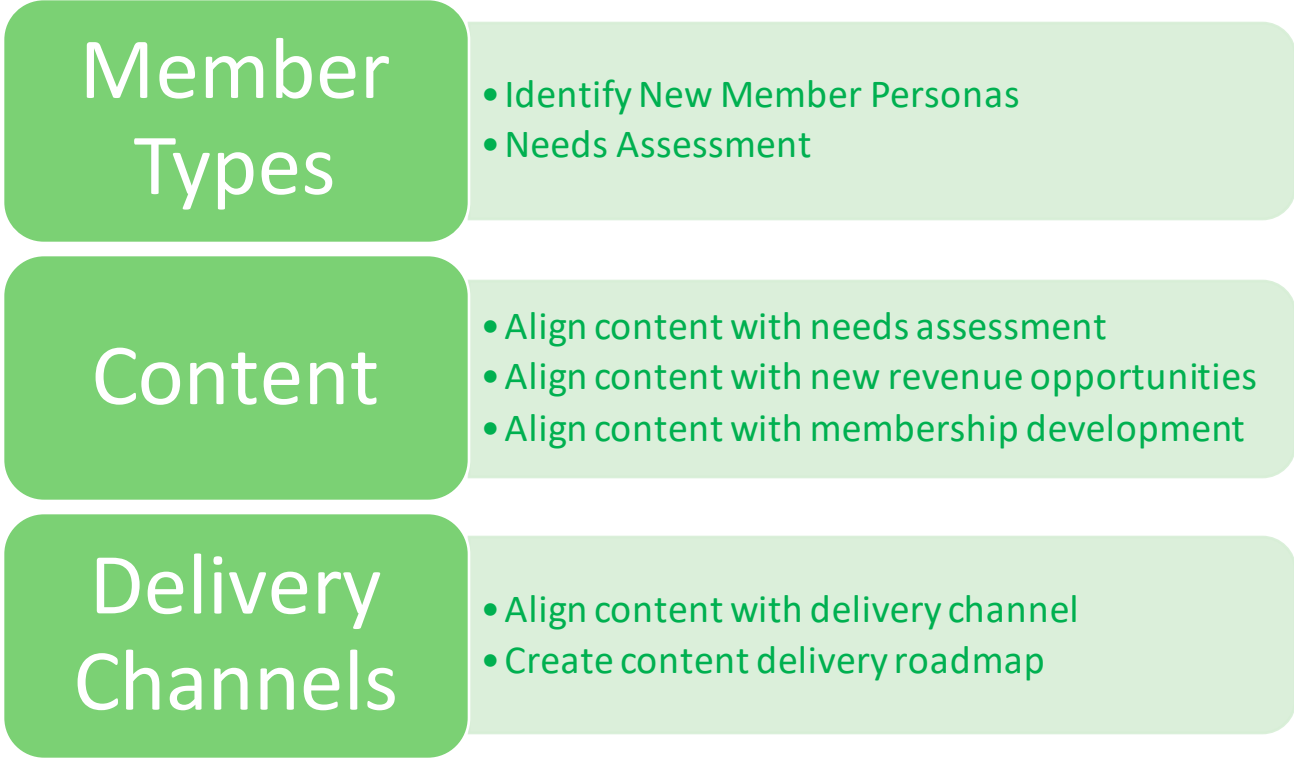 Member
Types
• Identify New Member Personas
• Needs Assessment
Content
• Align content with needs assessment
• Align content with new revenue opportunities
• Align content with membership development
Delivery
Channels
• Align content with delivery channel
• Create content delivery roadmap